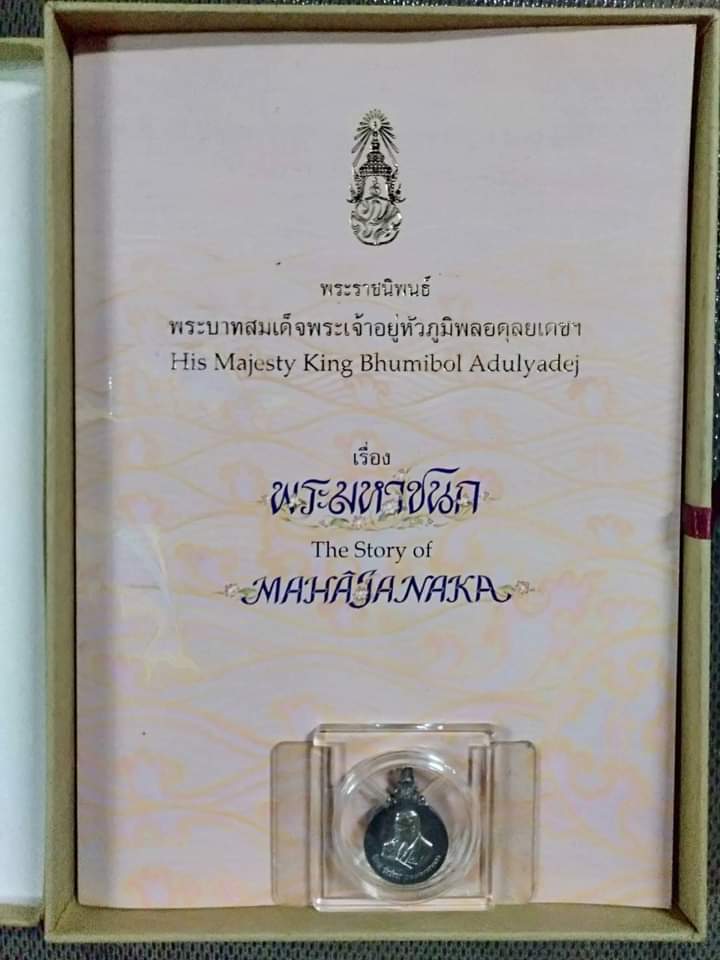 พระราชนิพนธ์
พระบาทสมเด็จพระเจ้าอยู่หัวภูมิพลอดุลยเดชฯ
His Majesty King Bhumibol Adulyadej
เรื่อง
พระมหาชนก
The Story of
MAHÂJANAKA